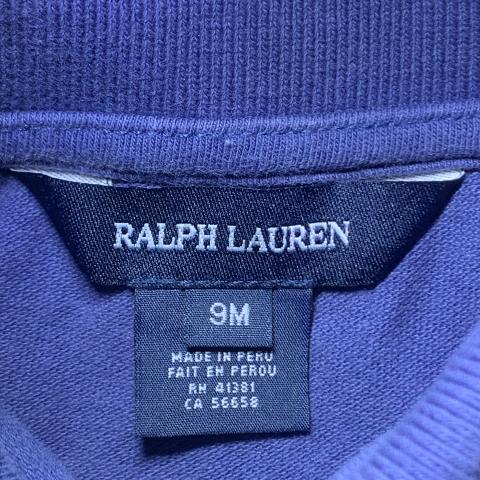 RALPH LAUREN
9M
MADE IN PERU
FAIT EN PEROU
RN 41381
CA 56658